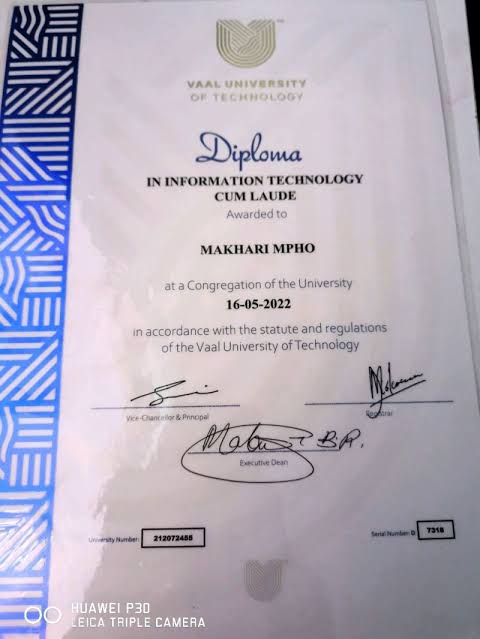 VAAL UNIVERSITY
OF TECHNOLOGY
Diploma
IN INFORMATION TECHNOLOGY
CUM LAUDE
Awarded to
MAKHARI MPHO
at a Congregation of the University
16-05-2022
in accordance with the statute and regulations
of the Vaal University of Technology
Vice-Chancellor & Principal
Registrar
B.R.
Executive Dean
University Number: 212072455
Serial Number: D 7318
HUAWEI P30
LEICA TRIPLE CAMERA